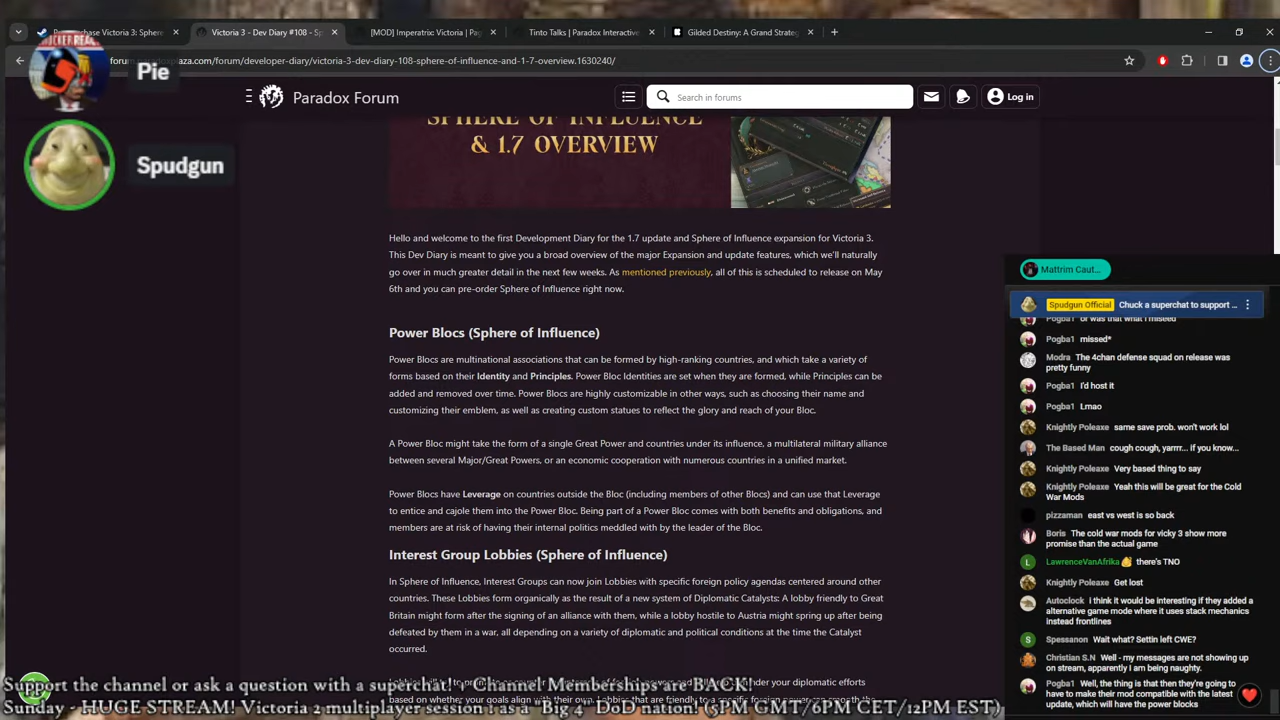 rchase Victoria 3: Sphere
Victoria 3 - Dev Diary #108 - Sp
[MOD] Imperatrix: Victoria | Pag
Tinto Talks | Paradox Interactive
Gilded Destiny: A Grand Strateg
forum.paradoxplaza.com/forum/developer-diary/victoria-3-dev-diary-108-sphere-of-influence-and-1-7-overview.1630240/
Pie
Paradox Forum
Search in forums
Log in
SPHERE OF INFLUENCE
& 1.7 OVERVIEW
Spudgun
Hello and welcome to the first Development Diary for the 1.7 update and Sphere of Influence expansion for Victoria 3.
This Dev Diary is meant to give you a broad overview of the major Expansion and update features, which we'll naturally
go over in much greater detail in the next few weeks. As mentioned previously, all of this is scheduled to release on May
6th and you can pre-order Sphere of Influence right now.
Power Blocs (Sphere of Influence)
Power Blocs are multinational associations that can be formed by high-ranking countries, and which take a variety of
forms based on their Identity and Principles. Power Bloc Identities are set when they are formed, while Principles can be
added and removed over time. Power Blocs are highly customizable in other ways, such as choosing their name and
customizing their emblem, as well as creating custom statues to reflect the glory and reach of your Bloc.
A Power Bloc might take the form of a single Great Power and countries under its influence, a multilateral military alliance
between several Major/Great Powers, or an economic cooperation with numerous countries in a unified market.
Power Blocs have Leverage on countries outside the Bloc (including members of other Blocs) and can use that Leverage
to entice and cajole them into the Power Bloc. Being part of a Power Bloc comes with both benefits and obligations, and
members are at risk of having their internal politics meddled with by the leader of the Bloc.
Interest Group Lobbies (Sphere of Influence)
In Sphere of Influence, Interest Groups can now join Lobbies with specific foreign policy agendas centered around other
countries. These Lobbies form organically as the result of a new system of Diplomatic Catalysts: A lobby friendly to Great
Britain might form after the signing of an alliance with them, while a lobby hostile to Austria might spring up after being
defeated by them in a war, all depending on a variety of diplomatic and political conditions at the time the Catalyst
occurred.
Mattrim Caut...
Spudgun Official Chuck a superchat to support ...
Pogba1 or was that what i miseed
Pogba1 missed*
Modra The 4chan defense squad on release was
pretty funny
Pogba1 I'd host it
Pogba1 Lmao
Knightly Poleaxe same save prob. won't work lol
The Based Man cough cough, yarrrr... if you know...
Knightly Poleaxe Very based thing to say
Knightly Poleaxe Yeah this will be great for the Cold
War Mods
pizzaman east vs west is so back
Boris The cold war mods for vicky 3 show more
promise than the actual game
L LawrenceVanAfrika there's TNO
Knightly Poleaxe Get lost
Autoclock i think it would be interesting if they added a
alternative game mode where it uses stack mechanics
instead frontlines
S Spessanon Wait what? Settin left CWE?
Christian S.N Well - my messages are not showing up
on stream, apparently I am being naughty.
Pogba1 Well, the thing is that then they're going to
have to make their mod compatible with the latest
update, which will have the power blocks
Support the channel or ask a question with a superchat! + Channel Memberships are BACK!
Sunday - HUGE STREAM! Victoria 2 multiplayer session! as a "Big 4" DoD nation! (5PM GMT/6PM CET/12PM EST)